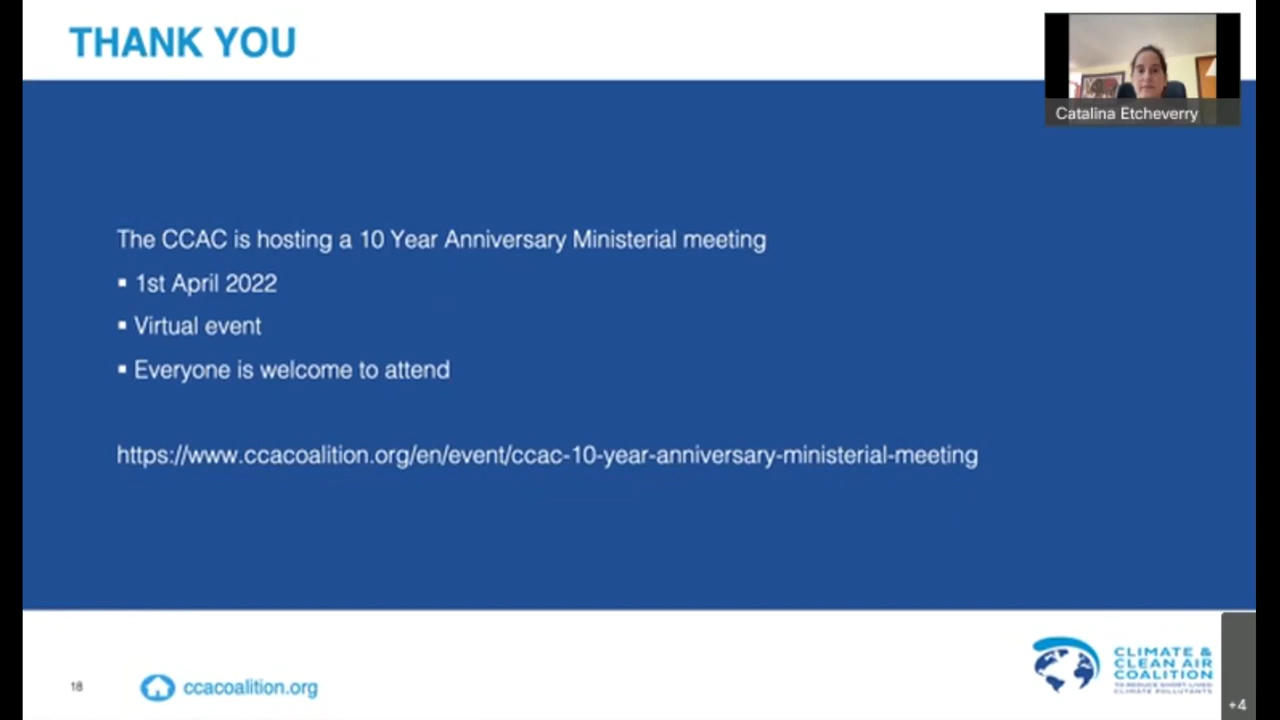 THANK YOU
Catalina Etcheverry
The CCAC is hosting a 10 Year Anniversary Ministerial meeting
▪ 1st April 2022
▪ Virtual event
▪ Everyone is welcome to attend
https://www.ccacoalition.org/en/event/ccac-10-year-anniversary-ministerial-meeting
18
ccacoalition.org
CLIMATE &
CLEAN AIR
COALITION
TO REDUCE SHORT-LIVED
CLIMATE POLLUTANTS
+4